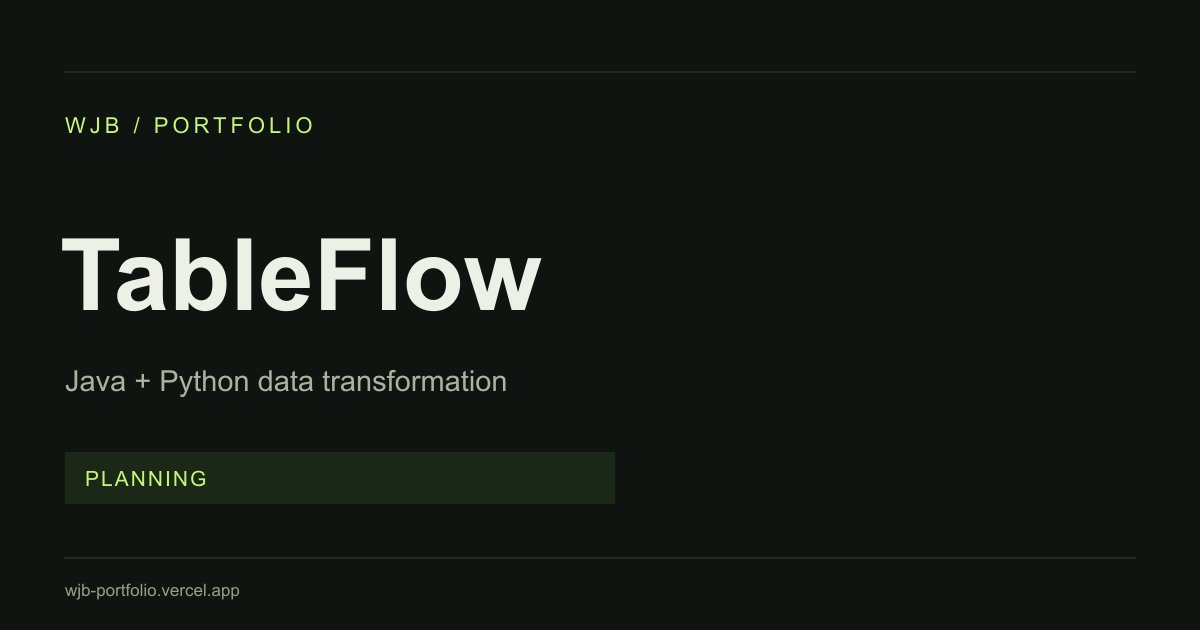 WJB / PORTFOLIO
TableFlow
Java + Python data transformation
PLANNING
wjb-portfolio.vercel.app